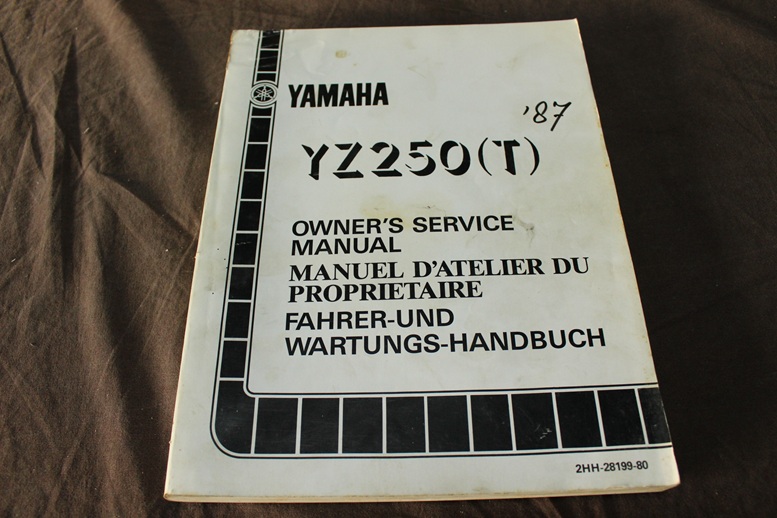 YAMAHA
'87
YZ250(T)
OWNER'S SERVICE
MANUAL
MANUEL D'ATELIER DU
PROPRIETAIRE
FAHRER-UND
WARTUNGS-HANDBUCH
2HH-28199-80